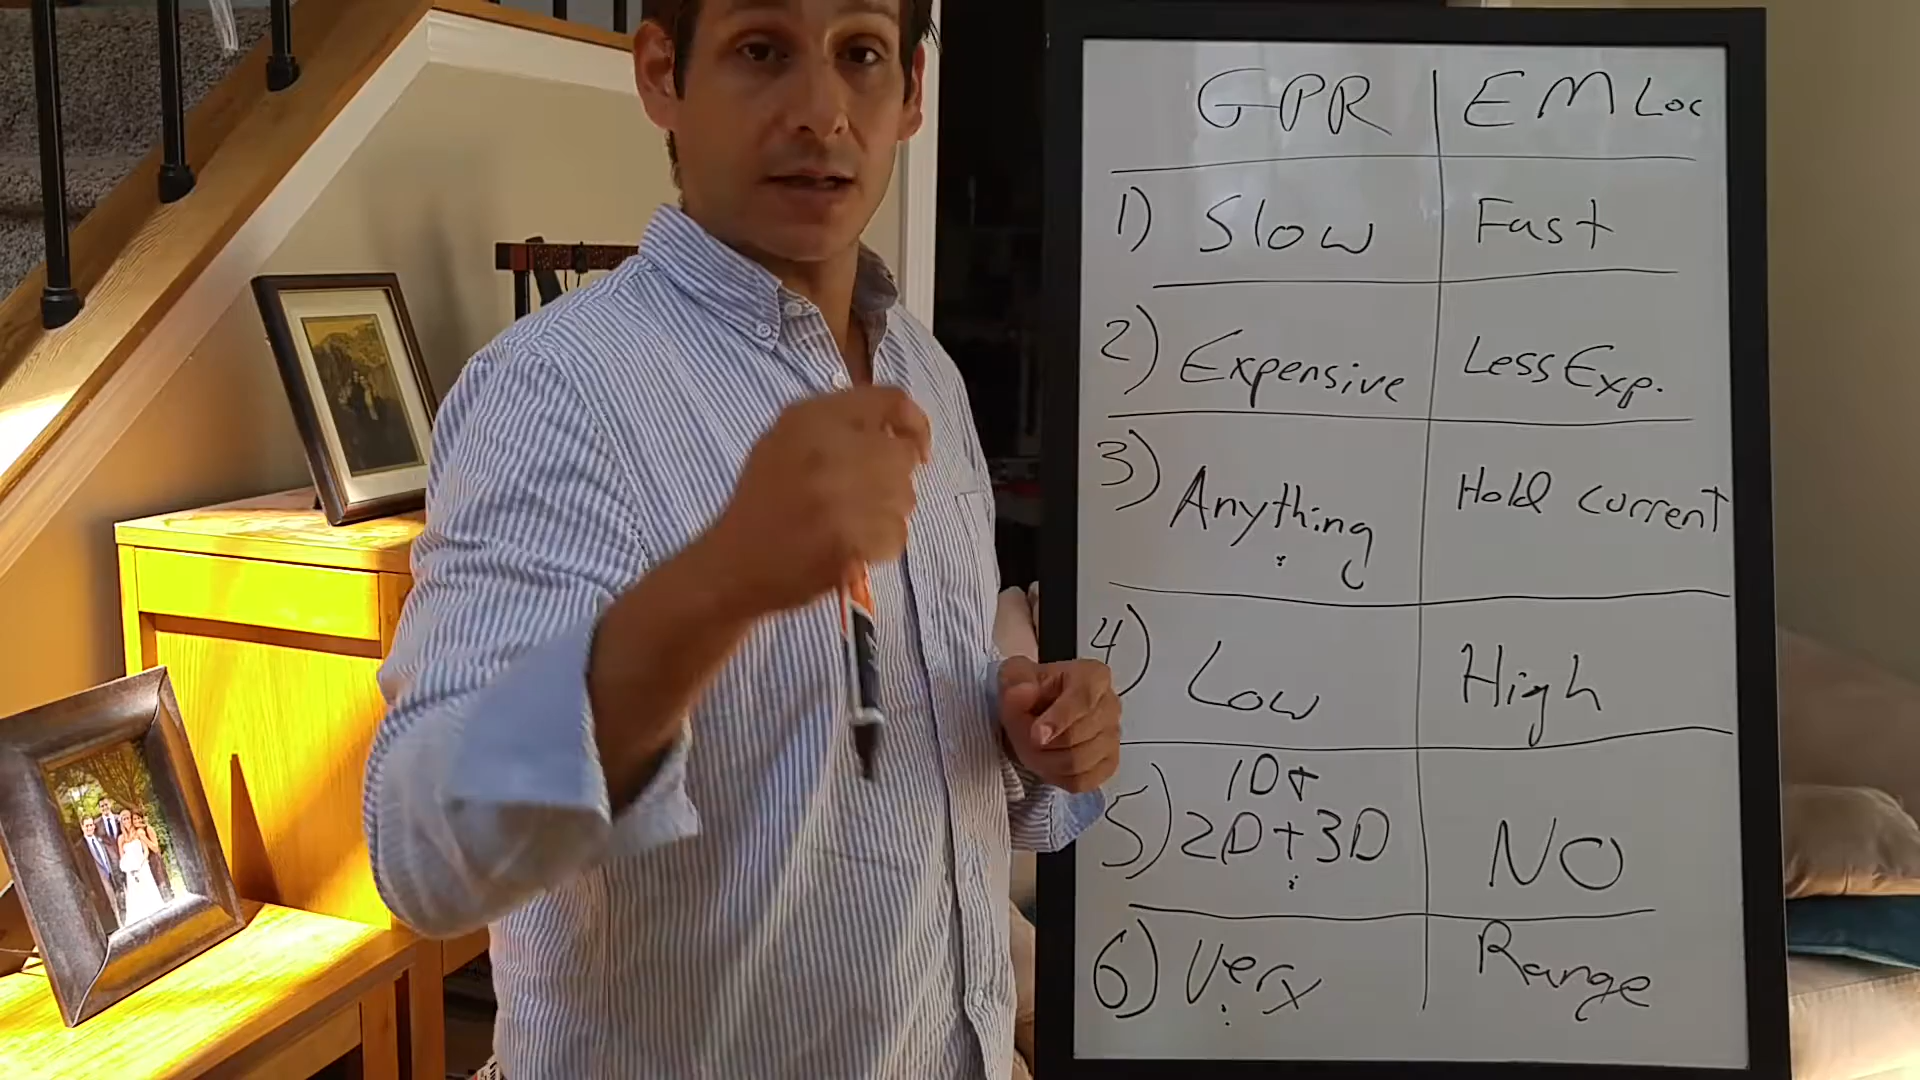 GPR | EM Loc
1) Slow Fast
2) Expensive Less Exp.
3) Anything Hold current
4) Low High
1D+
5) 2D+3D NO
6) Very Range